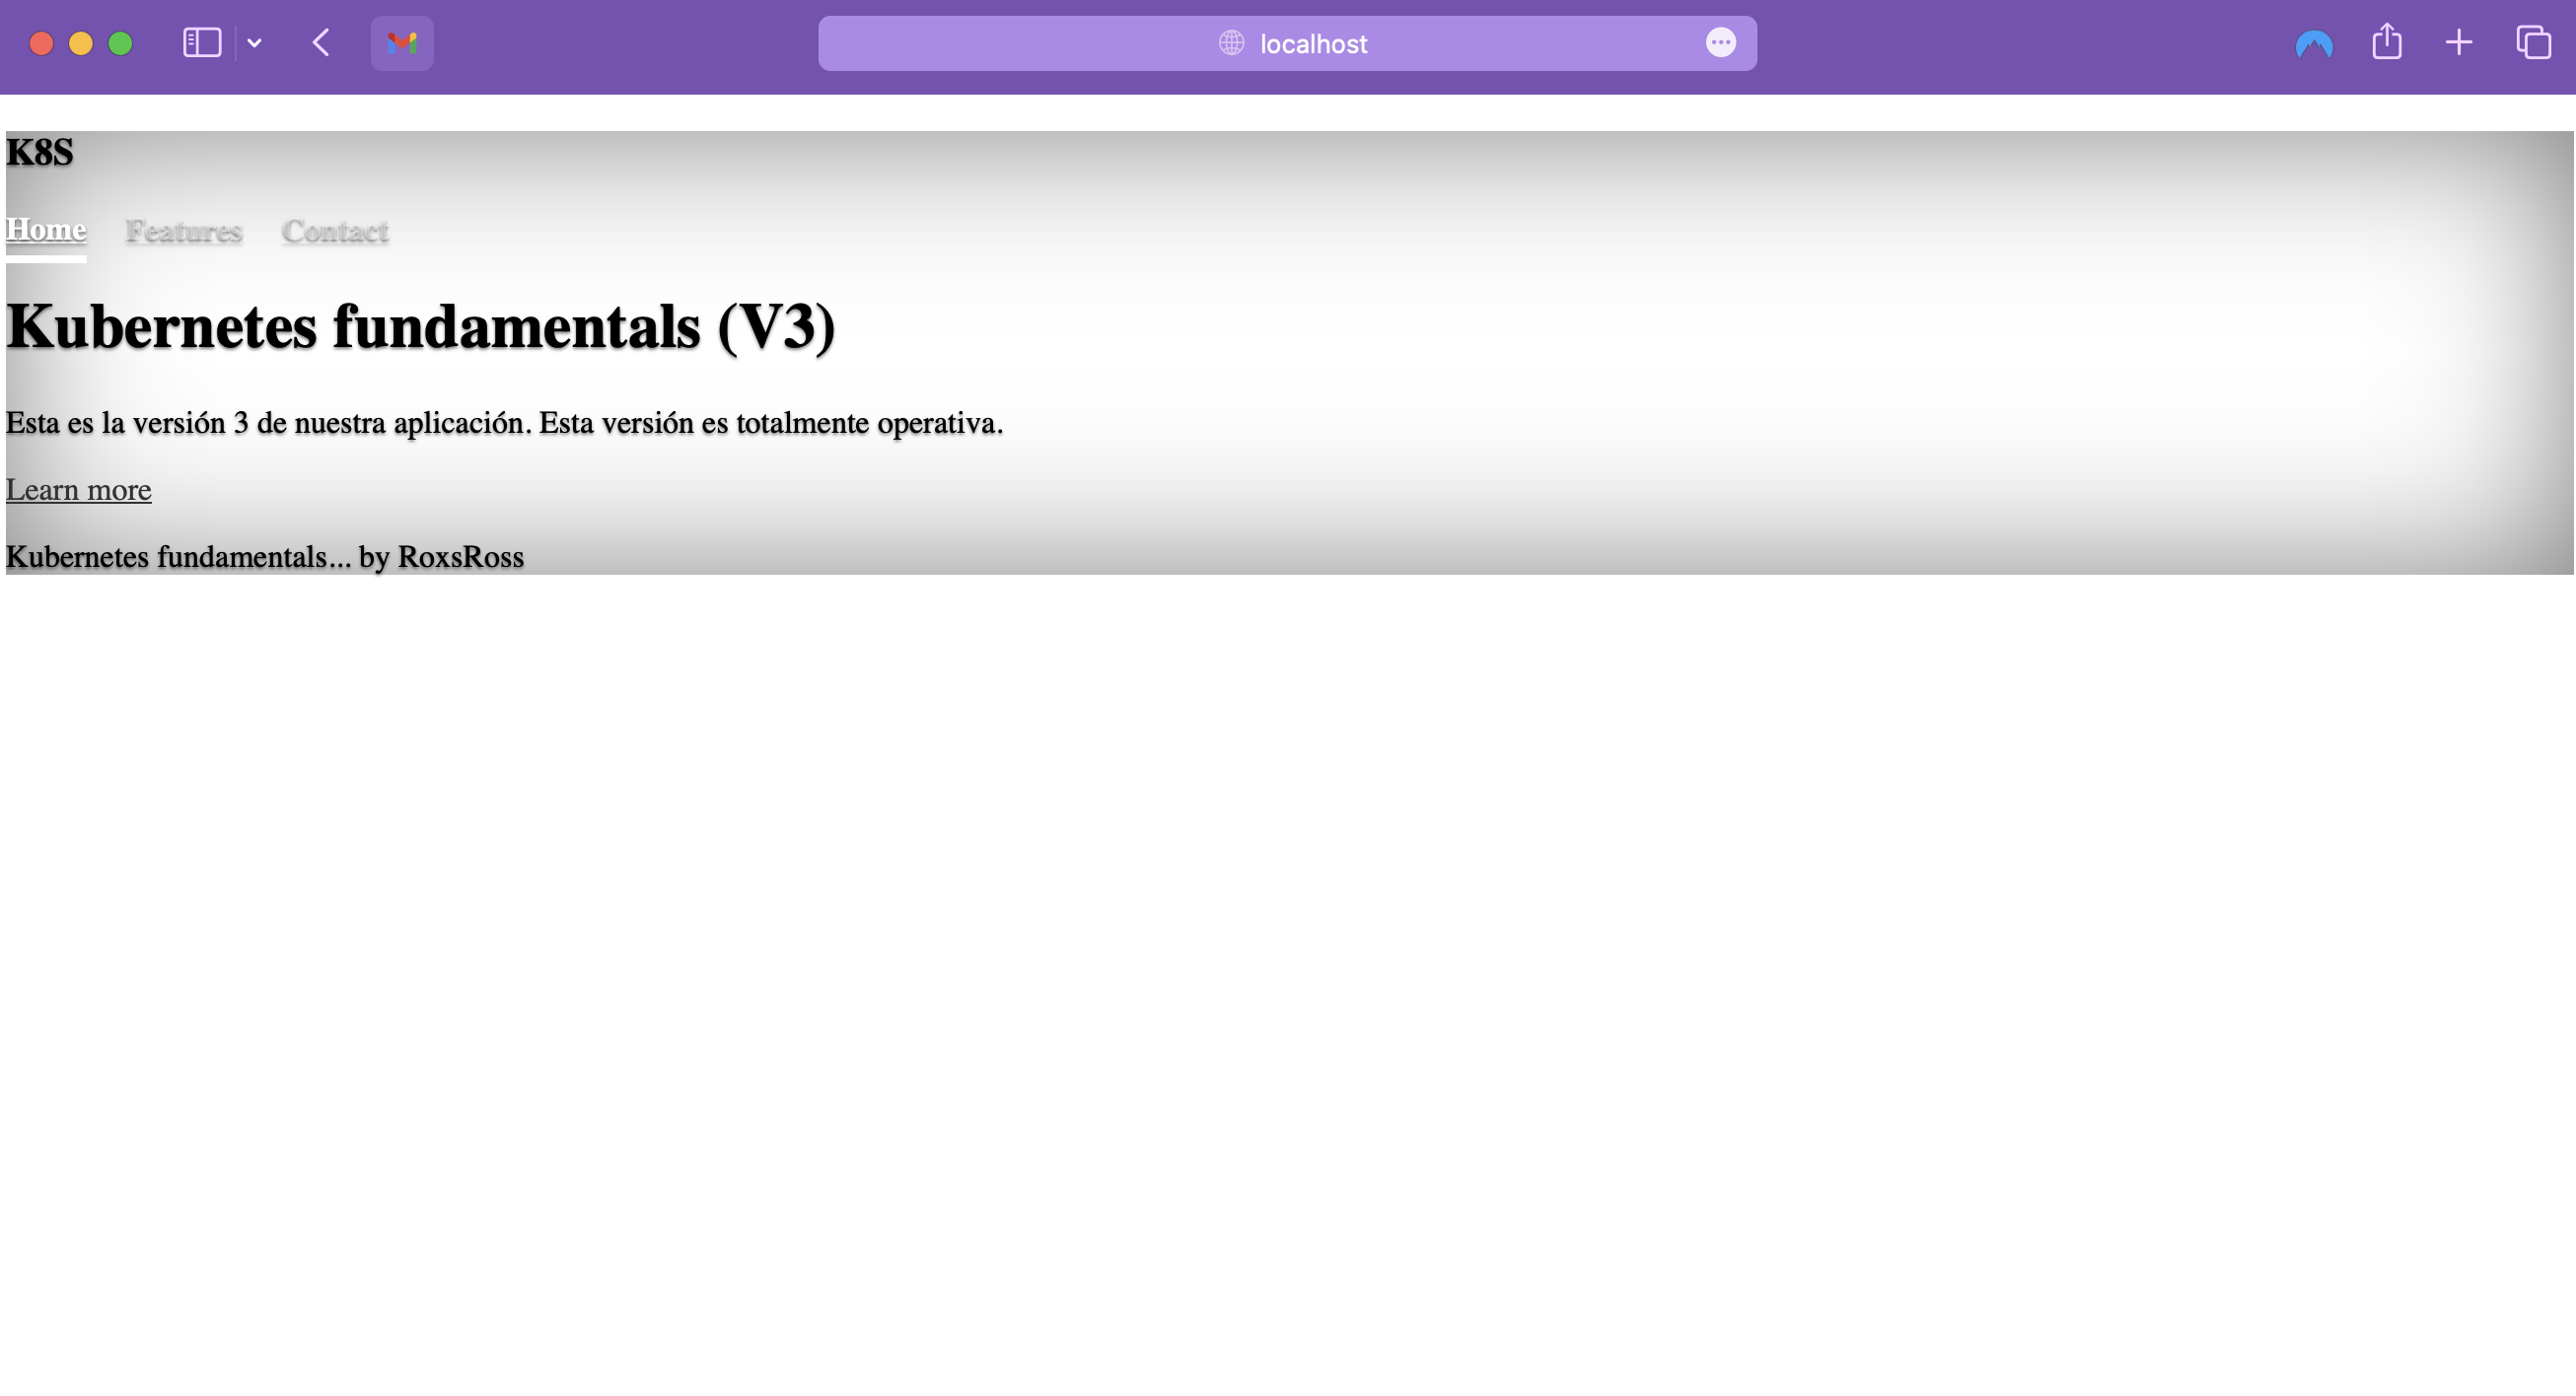 localhost
K8S
Home Features Contact
Kubernetes fundamentals (V3)
Esta es la versión 3 de nuestra aplicación. Esta versión es totalmente operativa.
Learn more
Kubernetes fundamentals... by RoxsRoss